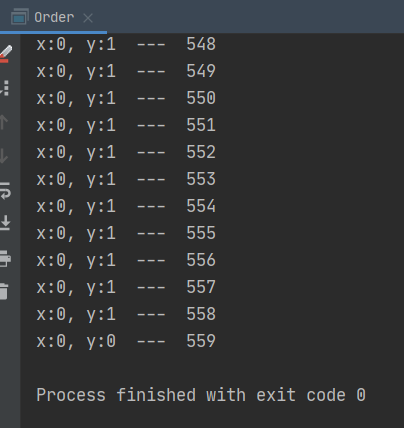 Order
x:0, y:1  ---  548
x:0, y:1  ---  549
x:0, y:1  ---  550
x:0, y:1  ---  551
x:0, y:1  ---  552
x:0, y:1  ---  553
x:0, y:1  ---  554
x:0, y:1  ---  555
x:0, y:1  ---  556
x:0, y:1  ---  557
x:0, y:1  ---  558
x:0, y:0  ---  559
Process finished with exit code 0